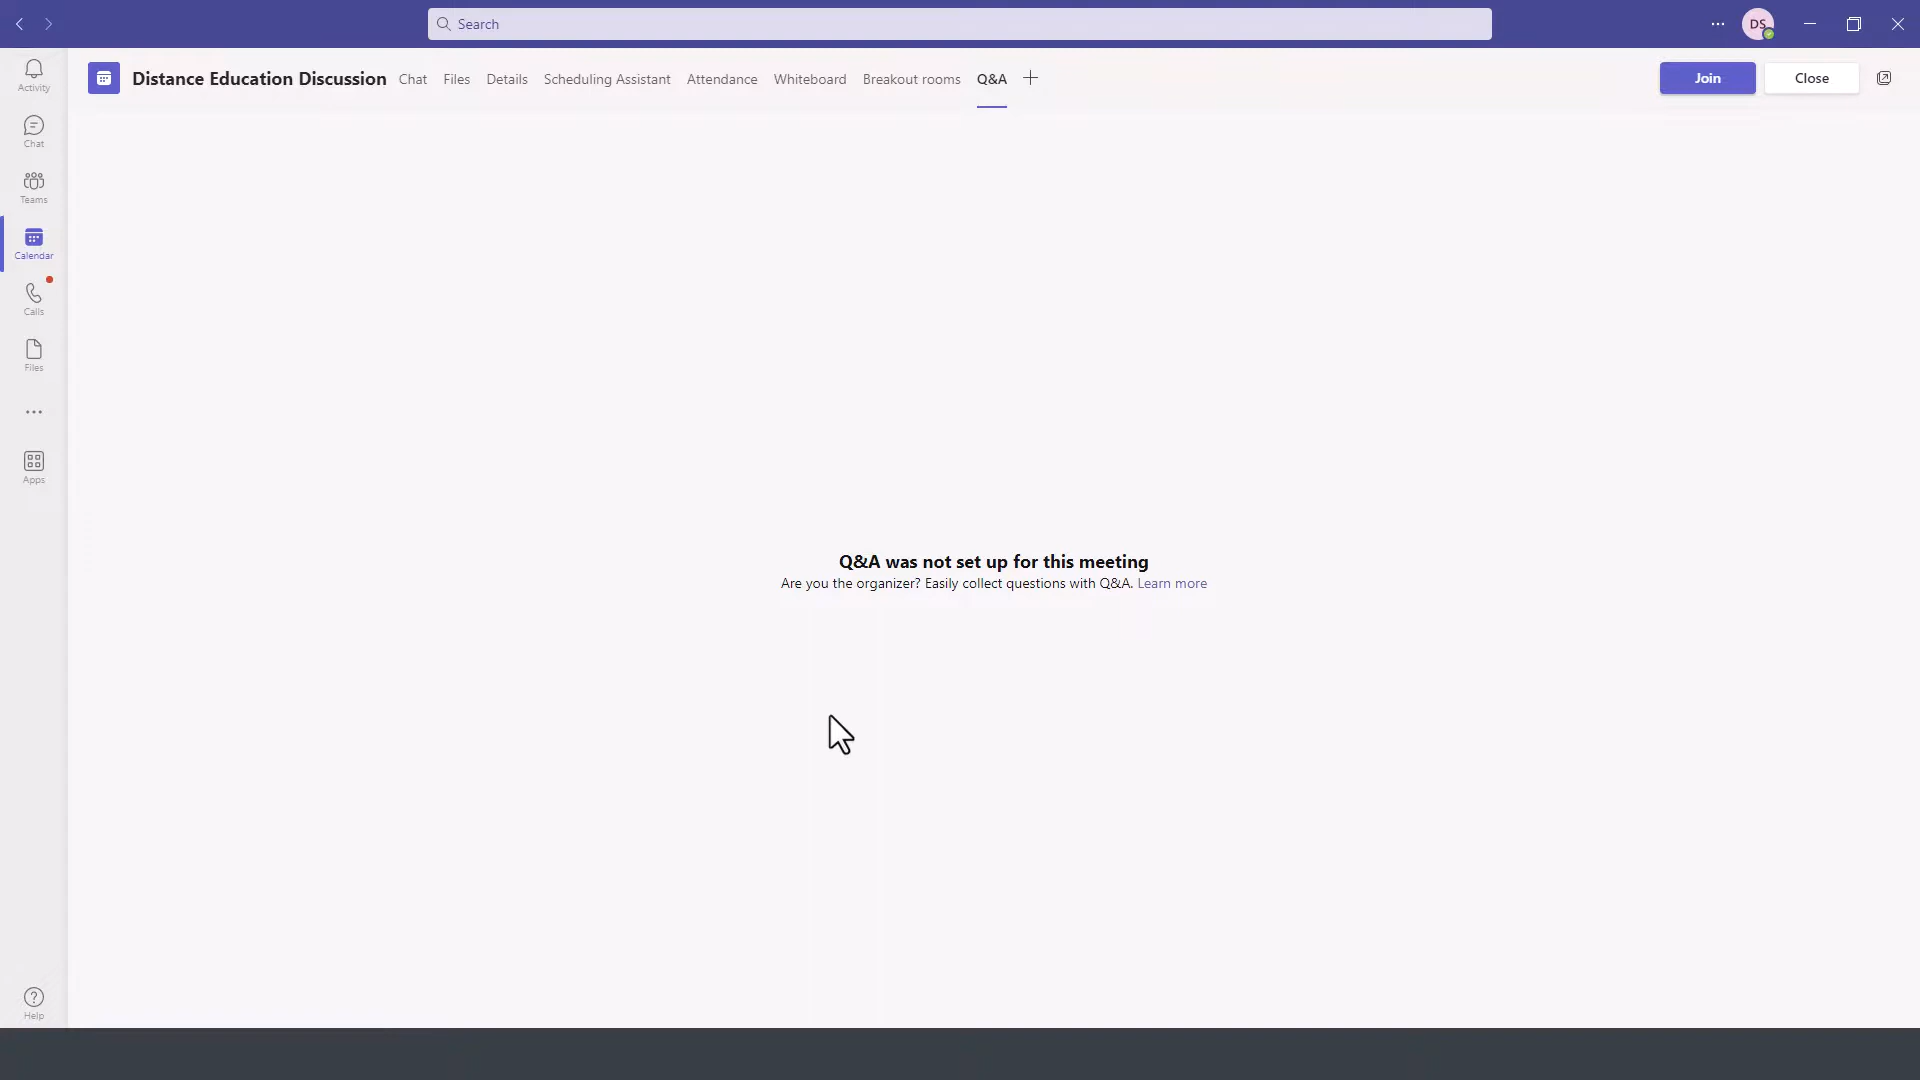 Search
DS
Activity
Chat
Teams
Calendar
Calls
Files
Apps
Help
Distance Education Discussion Chat Files Details Scheduling Assistant Attendance Whiteboard Breakout rooms Q&A
Join Close
Q&A was not set up for this meeting
Are you the organizer? Easily collect questions with Q&A. Learn more